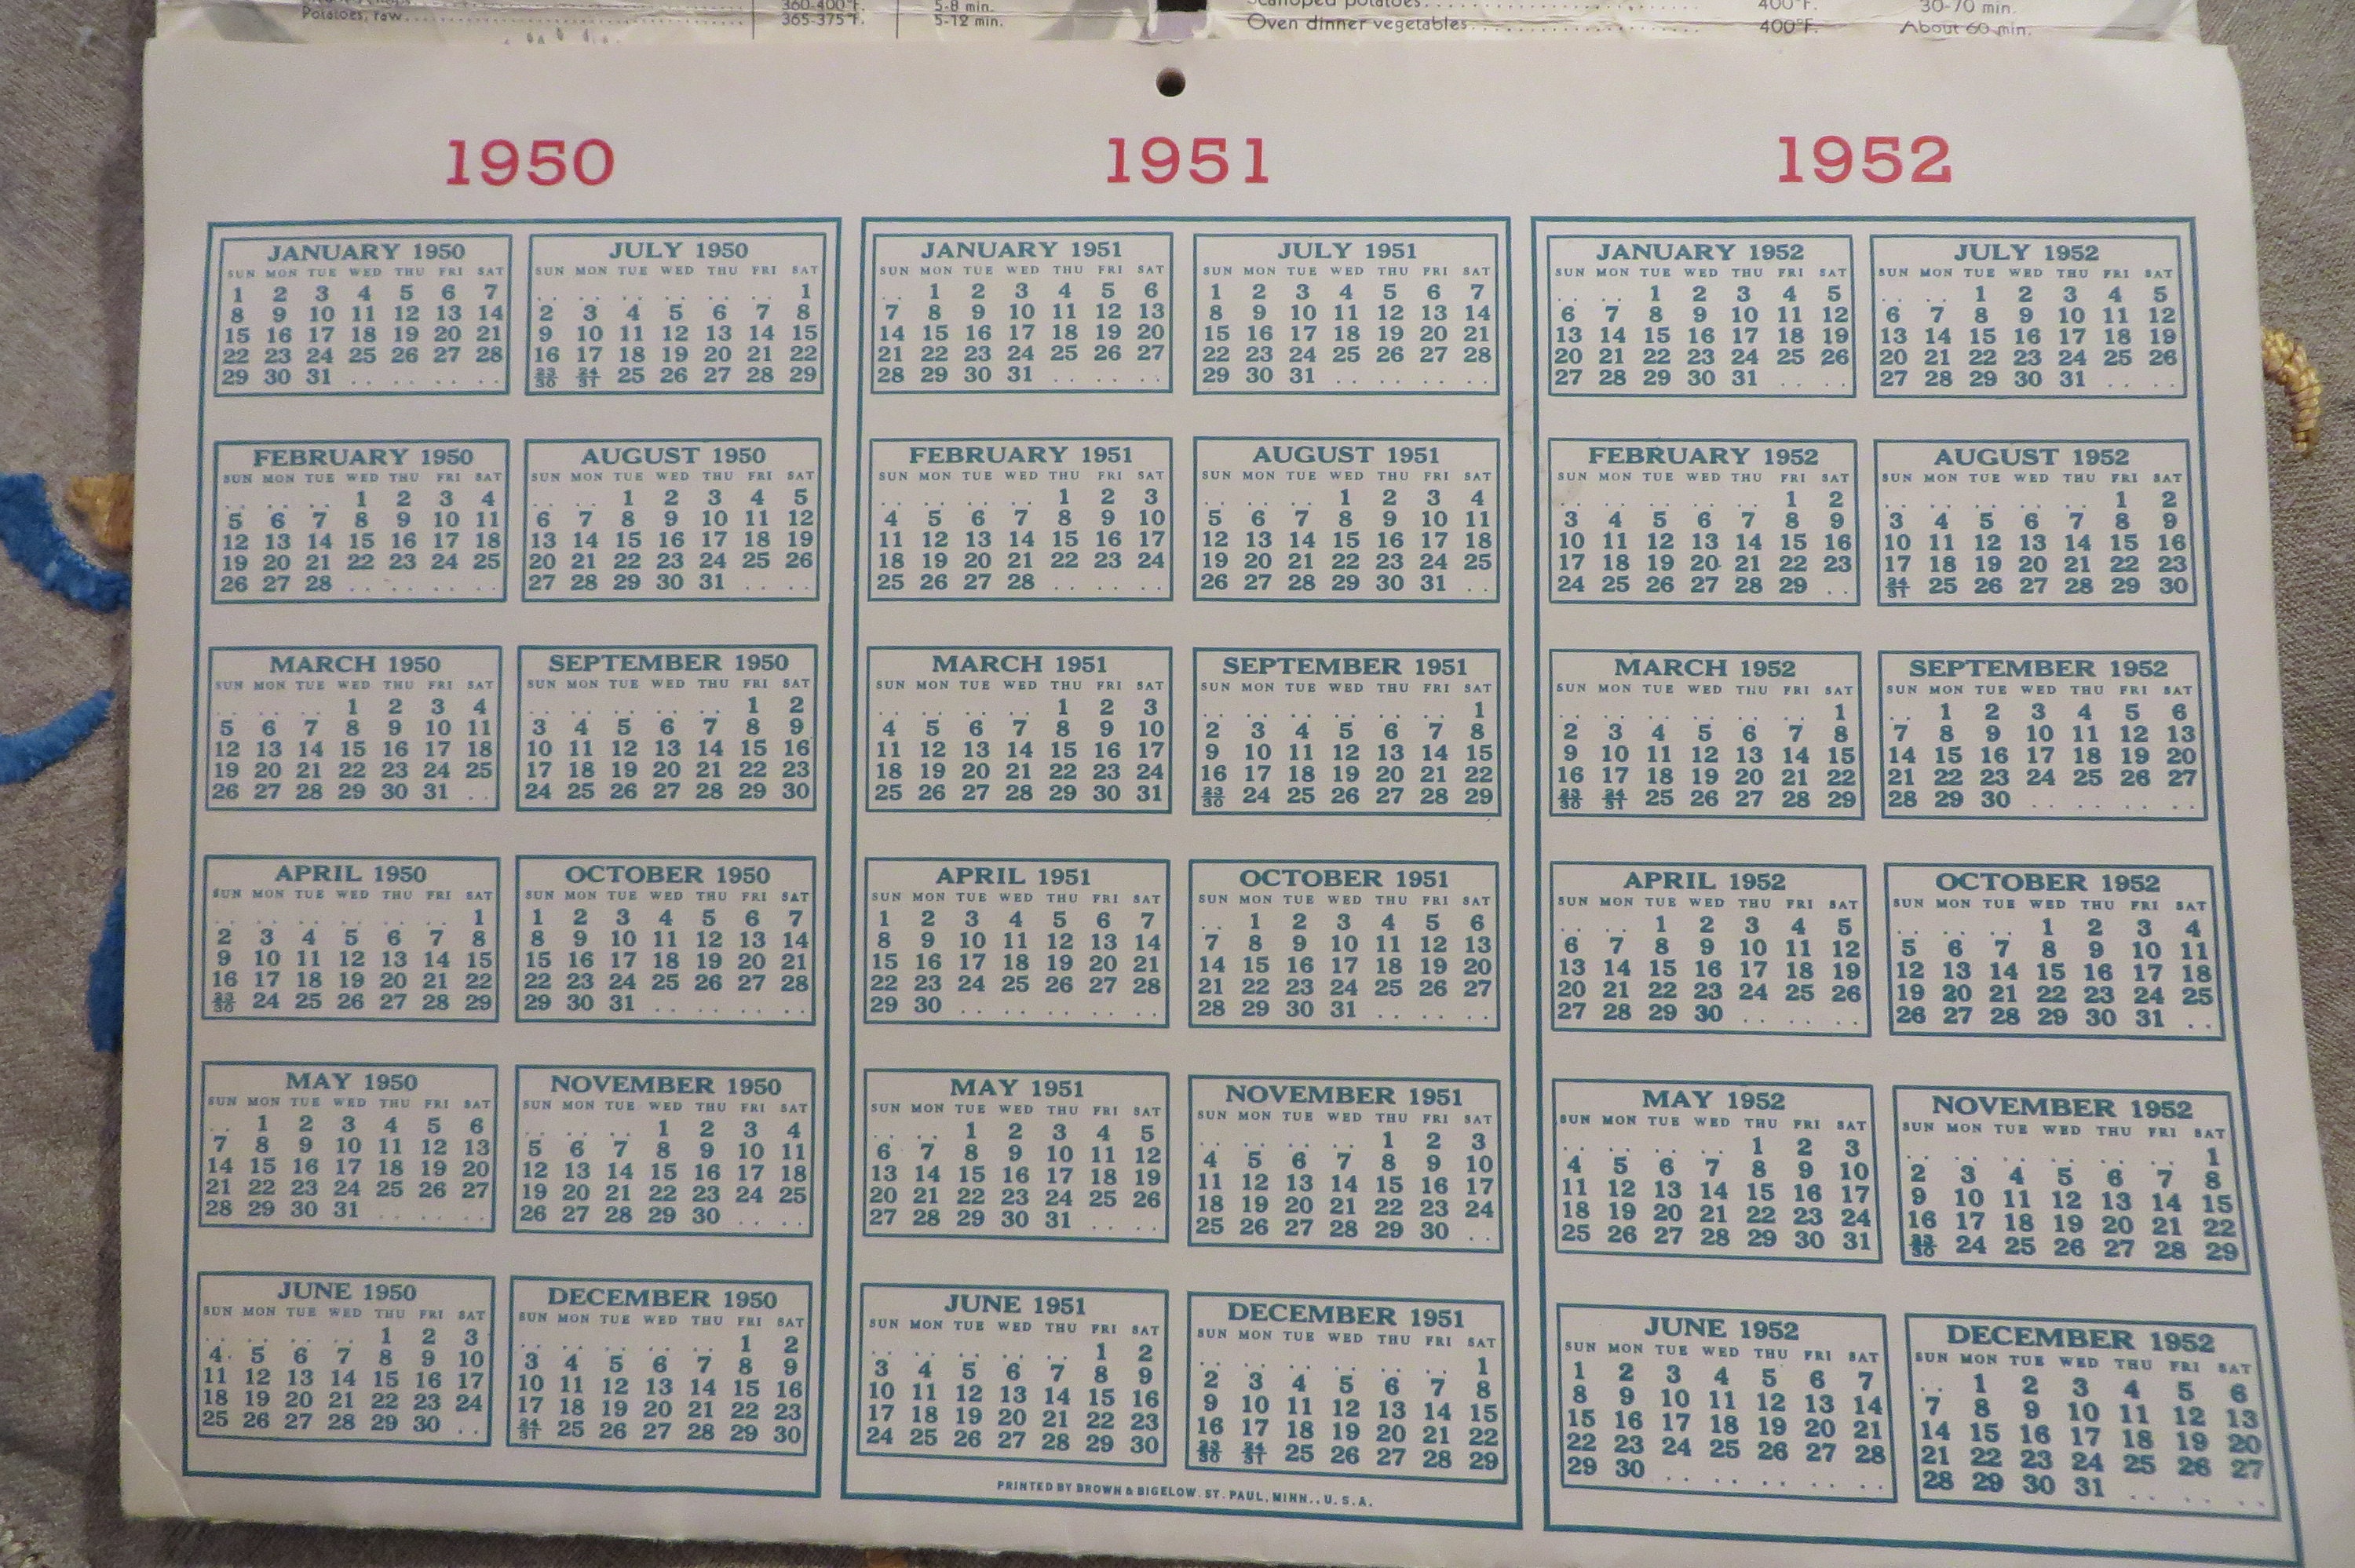 Potatoes, raw 365-375°F. 5-12 min.
400°F. 30-70 min.
Oven dinner vegetables 400°F. About 60 min.
1950
JANUARY 1950
SUN MON TUE WED THU FRI SAT
1 2 3 4 5 6 7
8 9 10 11 12 13 14
15 16 17 18 19 20 21
22 23 24 25 26 27 28
29 30 31
FEBRUARY 1950
SUN MON TUE WED THU FRI SAT
1 2 3 4
5 6 7 8 9 10 11
12 13 14 15 16 17 18
19 20 21 22 23 24 25
26 27 28
MARCH 1950
SUN MON TUE WED THU FRI SAT
1 2 3 4
5 6 7 8 9 10 11
12 13 14 15 16 17 18
19 20 21 22 23 24 25
26 27 28 29 30 31
APRIL 1950
SUN MON TUE WED THU FRI SAT
1
2 3 4 5 6 7 8
9 10 11 12 13 14 15
16 17 18 19 20 21 22
23/30 24 25 26 27 28 29
MAY 1950
SUN MON TUE WED THU FRI SAT
1 2 3 4 5 6
7 8 9 10 11 12 13
14 15 16 17 18 19 20
21 22 23 24 25 26 27
28 29 30 31
JUNE 1950
SUN MON TUE WED THU FRI SAT
1 2 3
4 5 6 7 8 9 10
11 12 13 14 15 16 17
18 19 20 21 22 23 24
25 26 27 28 29 30
JULY 1950
SUN MON TUE WED THU FRI SAT
1
2 3 4 5 6 7 8
9 10 11 12 13 14 15
16 17 18 19 20 21 22
23/30 24/31 25 26 27 28 29
AUGUST 1950
SUN MON TUE WED THU FRI SAT
1 2 3 4 5
6 7 8 9 10 11 12
13 14 15 16 17 18 19
20 21 22 23 24 25 26
27 28 29 30 31
SEPTEMBER 1950
SUN MON TUE WED THU FRI SAT
1 2
3 4 5 6 7 8 9
10 11 12 13 14 15 16
17 18 19 20 21 22 23
24 25 26 27 28 29 30
OCTOBER 1950
SUN MON TUE WED THU FRI SAT
1 2 3 4 5 6 7
8 9 10 11 12 13 14
15 16 17 18 19 20 21
22 23 24 25 26 27 28
29 30 31
NOVEMBER 1950
SUN MON TUE WED THU FRI SAT
1 2 3 4
5 6 7 8 9 10 11
12 13 14 15 16 17 18
19 20 21 22 23 24 25
26 27 28 29 30
DECEMBER 1950
SUN MON TUE WED THU FRI SAT
1 2
3 4 5 6 7 8 9
10 11 12 13 14 15 16
17 18 19 20 21 22 23
24/31 25 26 27 28 29 30
1951
JANUARY 1951
SUN MON TUE WED THU FRI SAT
1 2 3 4 5 6
7 8 9 10 11 12 13
14 15 16 17 18 19 20
21 22 23 24 25 26 27
28 29 30 31
FEBRUARY 1951
SUN MON TUE WED THU FRI SAT
1 2 3
4 5 6 7 8 9 10
11 12 13 14 15 16 17
18 19 20 21 22 23 24
25 26 27 28
MARCH 1951
SUN MON TUE WED THU FRI SAT
1 2 3
4 5 6 7 8 9 10
11 12 13 14 15 16 17
18 19 20 21 22 23 24
25 26 27 28 29 30 31
APRIL 1951
SUN MON TUE WED THU FRI SAT
1 2 3 4 5 6 7
8 9 10 11 12 13 14
15 16 17 18 19 20 21
22 23 24 25 26 27 28
29 30
MAY 1951
SUN MON TUE WED THU FRI SAT
1 2 3 4 5
6 7 8 9 10 11 12
13 14 15 16 17 18 19
20 21 22 23 24 25 26
27 28 29 30 31
JUNE 1951
SUN MON TUE WED THU FRI SAT
1 2
3 4 5 6 7 8 9
10 11 12 13 14 15 16
17 18 19 20 21 22 23
24 25 26 27 28 29 30
JULY 1951
SUN MON TUE WED THU FRI SAT
1 2 3 4 5 6 7
8 9 10 11 12 13 14
15 16 17 18 19 20 21
22 23 24 25 26 27 28
29 30 31
AUGUST 1951
SUN MON TUE WED THU FRI SAT
1 2 3 4
5 6 7 8 9 10 11
12 13 14 15 16 17 18
19 20 21 22 23 24 25
26 27 28 29 30 31
SEPTEMBER 1951
SUN MON TUE WED THU FRI SAT
1
2 3 4 5 6 7 8
9 10 11 12 13 14 15
16 17 18 19 20 21 22
23/30 24 25 26 27 28 29
OCTOBER 1951
SUN MON TUE WED THU FRI SAT
1 2 3 4 5 6
7 8 9 10 11 12 13
14 15 16 17 18 19 20
21 22 23 24 25 26 27
28 29 30 31
NOVEMBER 1951
SUN MON TUE WED THU FRI SAT
1 2 3
4 5 6 7 8 9 10
11 12 13 14 15 16 17
18 19 20 21 22 23 24
25 26 27 28 29 30
DECEMBER 1951
SUN MON TUE WED THU FRI SAT
1
2 3 4 5 6 7 8
9 10 11 12 13 14 15
16 17 18 19 20 21 22
23/30 24/31 25 26 27 28 29
PRINTED BY BROWN & BIGELOW. ST. PAUL, MINN., U.S.A.
1952
JANUARY 1952
SUN MON TUE WED THU FRI SAT
1 2 3 4 5
6 7 8 9 10 11 12
13 14 15 16 17 18 19
20 21 22 23 24 25 26
27 28 29 30 31
FEBRUARY 1952
SUN MON TUE WED THU FRI SAT
1 2
3 4 5 6 7 8 9
10 11 12 13 14 15 16
17 18 19 20 21 22 23
24 25 26 27 28 29
MARCH 1952
SUN MON TUE WED THU FRI SAT
1
2 3 4 5 6 7 8
9 10 11 12 13 14 15
16 17 18 19 20 21 22
23/30 24/31 25 26 27 28 29
APRIL 1952
SUN MON TUE WED THU FRI SAT
1 2 3 4 5
6 7 8 9 10 11 12
13 14 15 16 17 18 19
20 21 22 23 24 25 26
27 28 29 30
MAY 1952
SUN MON TUE WED THU FRI SAT
1 2 3
4 5 6 7 8 9 10
11 12 13 14 15 16 17
18 19 20 21 22 23 24
25 26 27 28 29 30 31
JUNE 1952
SUN MON TUE WED THU FRI SAT
1 2 3 4 5 6 7
8 9 10 11 12 13 14
15 16 17 18 19 20 21
22 23 24 25 26 27 28
29 30
JULY 1952
SUN MON TUE WED THU FRI SAT
1 2 3 4 5
6 7 8 9 10 11 12
13 14 15 16 17 18 19
20 21 22 23 24 25 26
27 28 29 30 31
AUGUST 1952
SUN MON TUE WED THU FRI SAT
1 2
3 4 5 6 7 8 9
10 11 12 13 14 15 16
17 18 19 20 21 22 23
24/31 25 26 27 28 29 30
SEPTEMBER 1952
SUN MON TUE WED THU FRI SAT
1 2 3 4 5 6
7 8 9 10 11 12 13
14 15 16 17 18 19 20
21 22 23 24 25 26 27
28 29 30
OCTOBER 1952
SUN MON TUE WED THU FRI SAT
1 2 3 4
5 6 7 8 9 10 11
12 13 14 15 16 17 18
19 20 21 22 23 24 25
26 27 28 29 30 31
NOVEMBER 1952
SUN MON TUE WED THU FRI SAT
1
2 3 4 5 6 7 8
9 10 11 12 13 14 15
16 17 18 19 20 21 22
23/30 24 25 26 27 28 29
DECEMBER 1952
SUN MON TUE WED THU FRI SAT
1 2 3 4 5 6
7 8 9 10 11 12 13
14 15 16 17 18 19 20
21 22 23 24 25 26 27
28 29 30 31